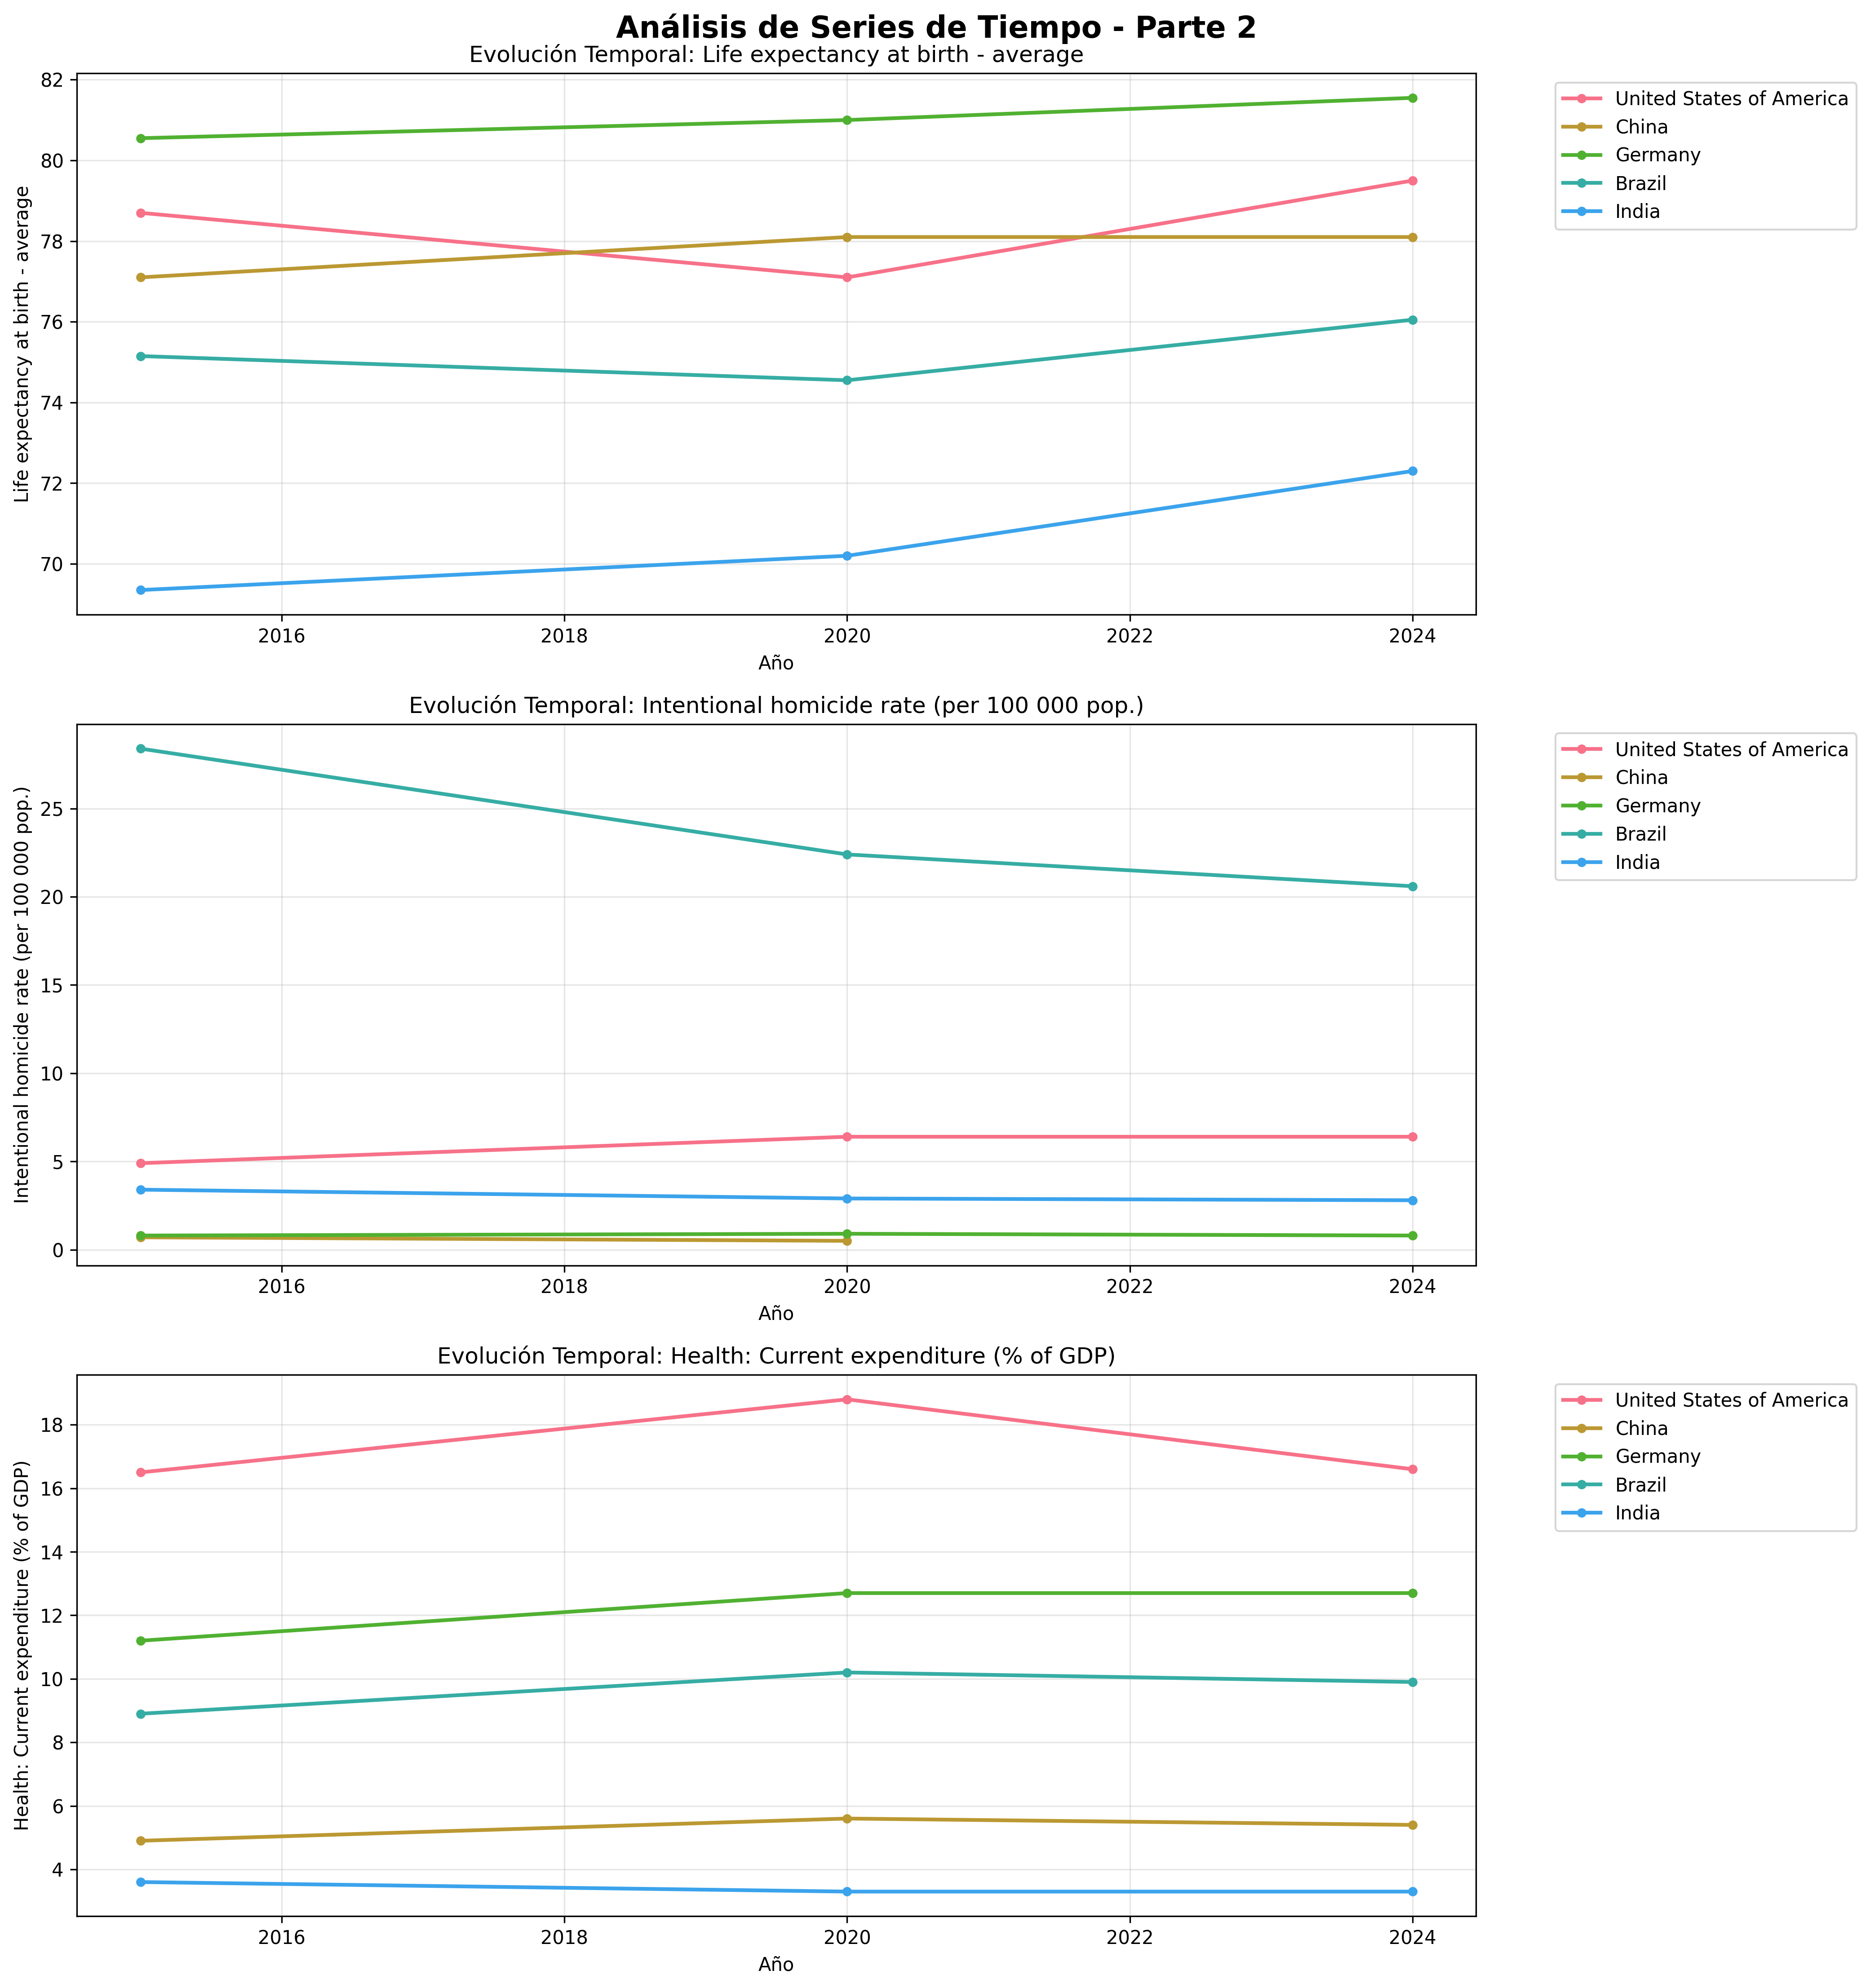 Análisis de Series de Tiempo - Parte 2
Evolución Temporal: Life expectancy at birth - average
Life expectancy at birth - average
82
80
78
76
74
72
70
2016
2018
2020
2022
2024
Año
United States of America
China
Germany
Brazil
India
Evolución Temporal: Intentional homicide rate (per 100 000 pop.)
Intentional homicide rate (per 100 000 pop.)
25
20
15
10
5
0
2016
2018
2020
2022
2024
Año
United States of America
China
Germany
Brazil
India
Evolución Temporal: Health: Current expenditure (% of GDP)
Health: Current expenditure (% of GDP)
18
16
14
12
10
8
6
4
2016
2018
2020
2022
2024
Año
United States of America
China
Germany
Brazil
India